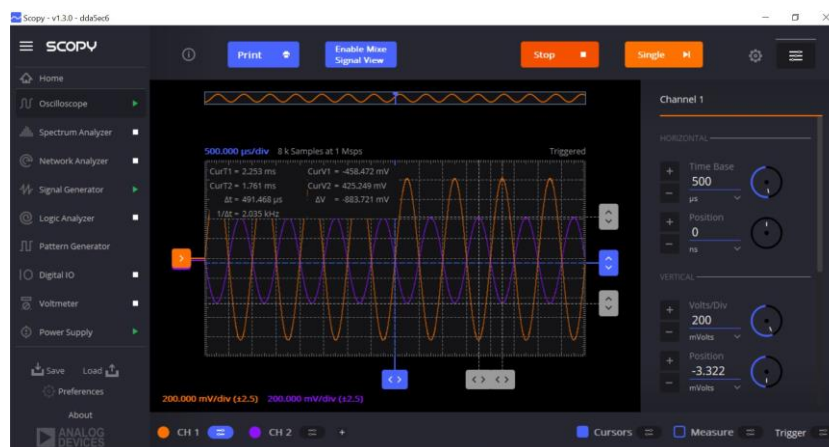 Scopy - v1.3.0 - dda5ec6
SCOPY
Print
Enable Mixe
Signal View
Stop
Single
Home
Oscilloscope
Spectrum Analyzer
Network Analyzer
Signal Generator
Logic Analyzer
Pattern Generator
Digital IO
Voltmeter
Power Supply
Save Load
Preferences
About
ANALOG
DEVICES
500.000 µs/div 8 k Samples at 1 Msps Triggered
CurT1 = 2.253 ms CurV1 = -458.472 mV
CurT2 = 1.761 ms CurV2 = 425.249 mV
Δt = 491.468 µs ΔV = -883.721 mV
1/Δt = 2.035 kHz
200.000 mV/div (±2.5) 200.000 mV/div (±2.5)
CH 1 CH 2 + Cursors Measure Trigger
Channel 1
HORIZONTAL
Time Base
500
µs
Position
0
ns
VERTICAL
Volts/Div
200
mVolts
Position
-3.322
mVolts